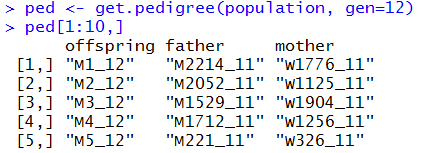 > ped <- get.pedigree(population, gen=12)
> ped[1:10,]
offspring father mother
[1,] "M1_12" "M2214_11" "W1776_11"
[2,] "M2_12" "M2052_11" "W1125_11"
[3,] "M3_12" "M1529_11" "W1904_11"
[4,] "M4_12" "M1712_11" "W1256_11"
[5,] "M5_12" "M221_11" "W326_11"